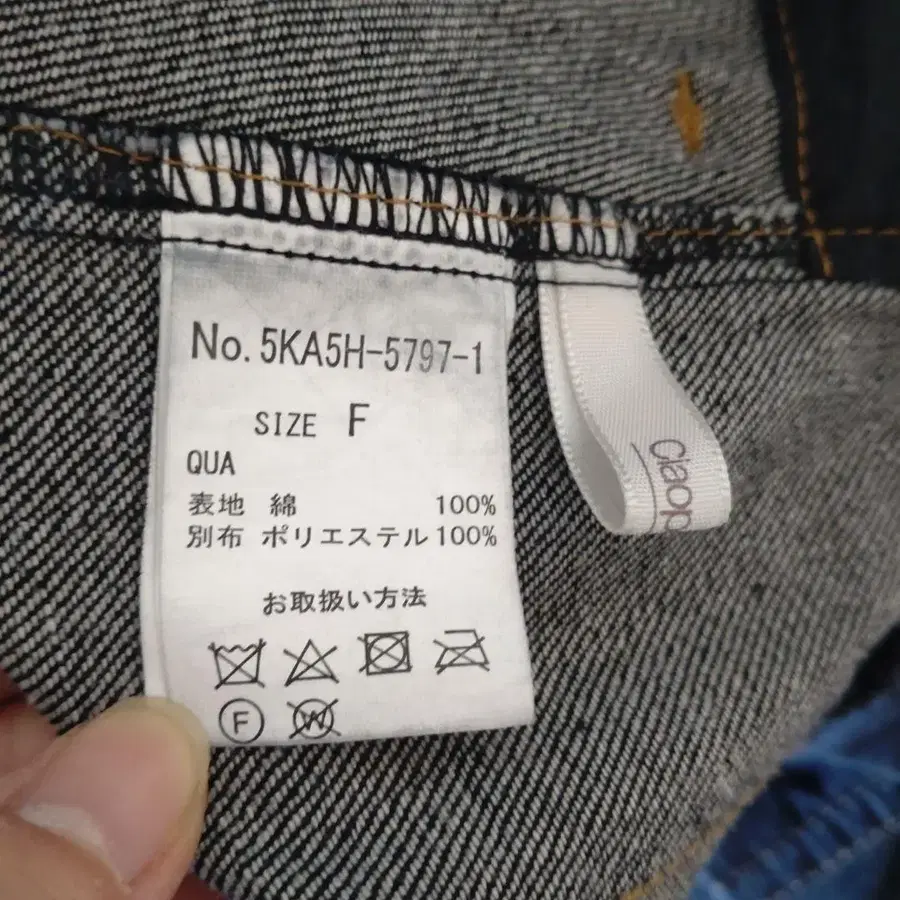 No. 5KA5H-5797-1
SIZE F
QUA
表地 綿 100%
別布 ポリエステル 100%
お取扱い方法
F
W